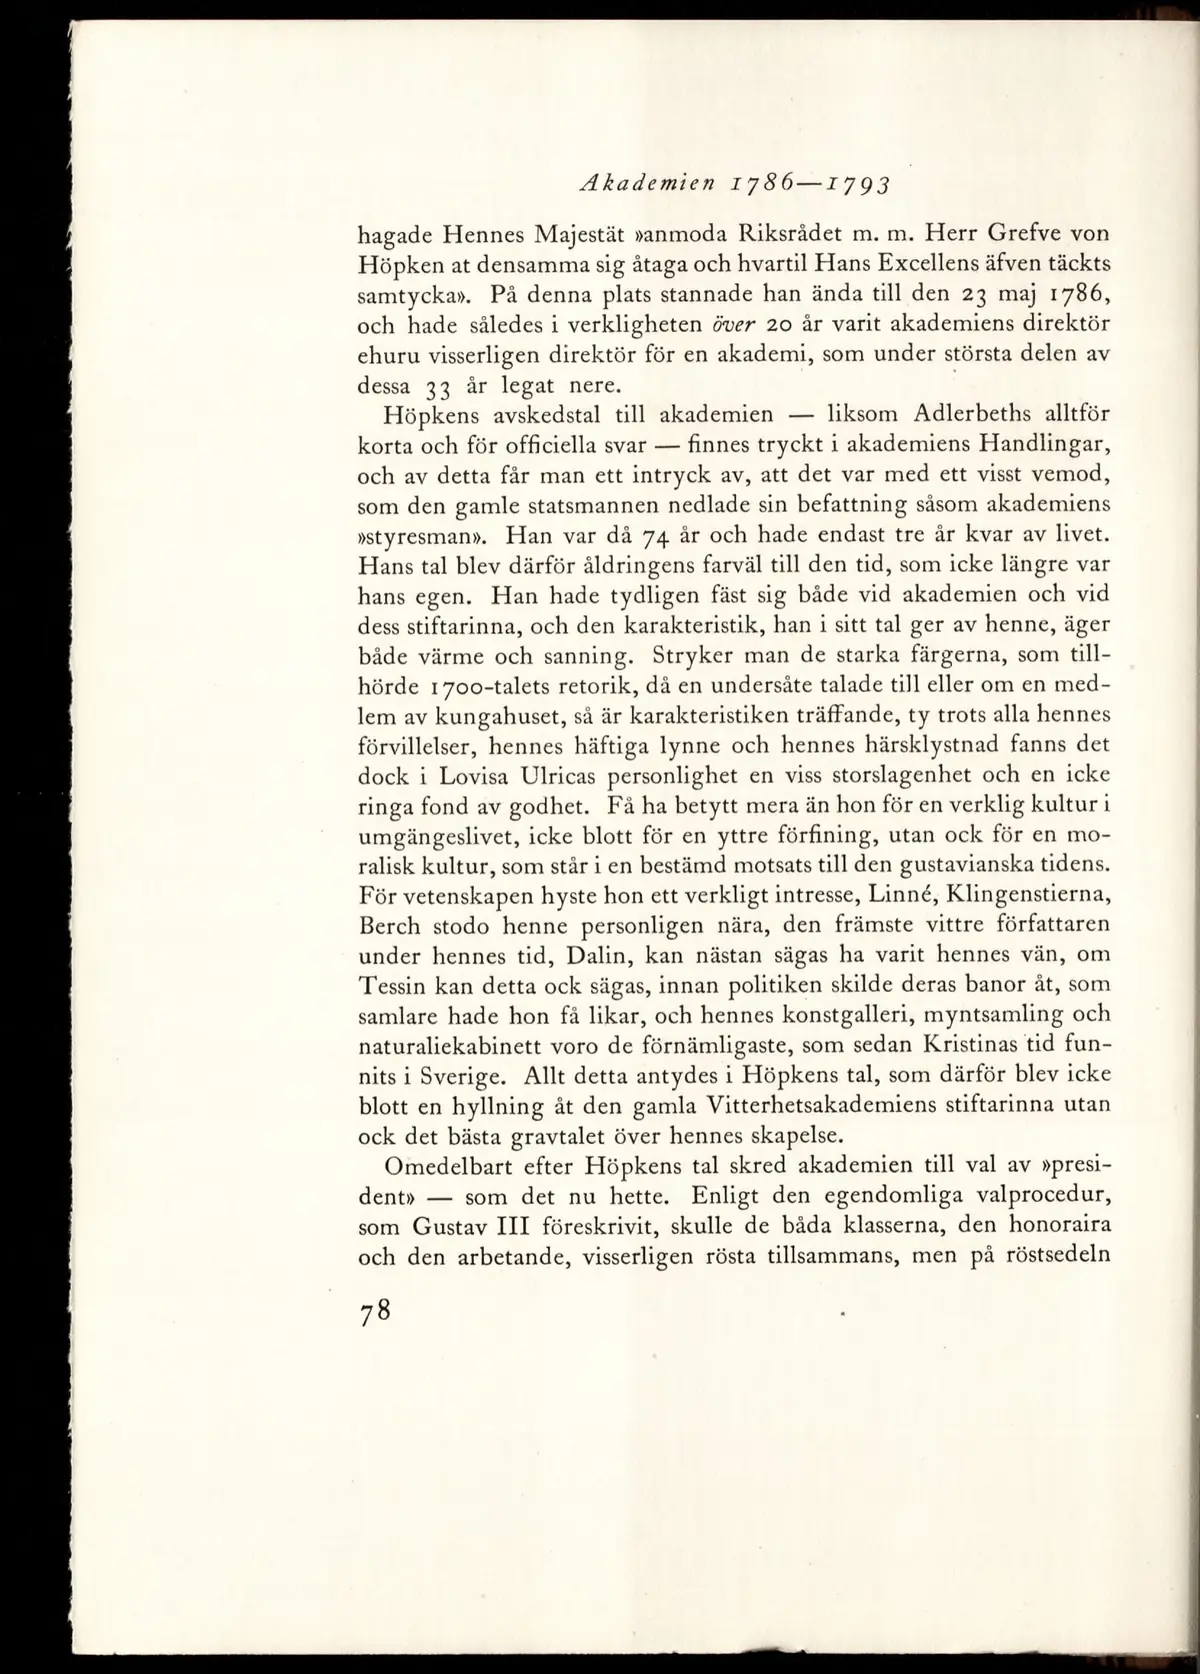 Akademien 1786—1793
hagade Hennes Majestät »anmoda Riksrådet m. m. Herr Grefve von
Höpken at densamma sig åtaga och hvartil Hans Excellens äfven täckts
samtycka». På denna plats stannade han ända till den 23 maj 1786,
och hade således i verkligheten över 20 år varit akademiens direktör
ehuru visserligen direktör för en akademi, som under största delen av
dessa 33 år legat nere.
Höpkens avskedstal till akademien — liksom Adlerbeths alltför
korta och för officiella svar — finnes tryckt i akademiens Handlingar,
och av detta får man ett intryck av, att det var med ett visst vemod,
som den gamle statsmannen nedlade sin befattning såsom akademiens
»styresman». Han var då 74 år och hade endast tre år kvar av livet.
Hans tal blev därför åldringens farväl till den tid, som icke längre var
hans egen. Han hade tydligen fäst sig både vid akademien och vid
dess stiftarinna, och den karakteristik, han i sitt tal ger av henne, äger
både värme och sanning. Stryker man de starka färgerna, som till-
hörde 1700-talets retorik, då en undersåte talade till eller om en med-
lem av kungahuset, så är karakteristiken träffande, ty trots alla hennes
förvillelser, hennes häftiga lynne och hennes härsklystnad fanns det
dock i Lovisa Ulricas personlighet en viss storslagenhet och en icke
ringa fond av godhet. Få ha betytt mera än hon för en verklig kultur i
umgängeslivet, icke blott för en yttre förfining, utan ock för en mo-
ralisk kultur, som står i en bestämd motsats till den gustavianska tidens.
För vetenskapen hyste hon ett verkligt intresse, Linné, Klingenstierna,
Berch stodo henne personligen nära, den främste vittre författaren
under hennes tid, Dalin, kan nästan sägas ha varit hennes vän, om
Tessin kan detta ock sägas, innan politiken skilde deras banor åt, som
samlare hade hon få likar, och hennes konstgalleri, myntsamling och
naturaliekabinett voro de förnämligaste, som sedan Kristinas tid fun-
nits i Sverige. Allt detta antydes i Höpkens tal, som därför blev icke
blott en hyllning åt den gamla Vitterhetsakademiens stiftarinna utan
ock det bästa gravtalet över hennes skapelse.
Omedelbart efter Höpkens tal skred akademien till val av »presi-
dent» — som det nu hette. Enligt den egendomliga valprocedur,
som Gustav III föreskrivit, skulle de båda klasserna, den honoraira
och den arbetande, visserligen rösta tillsammans, men på röstsedeln
78